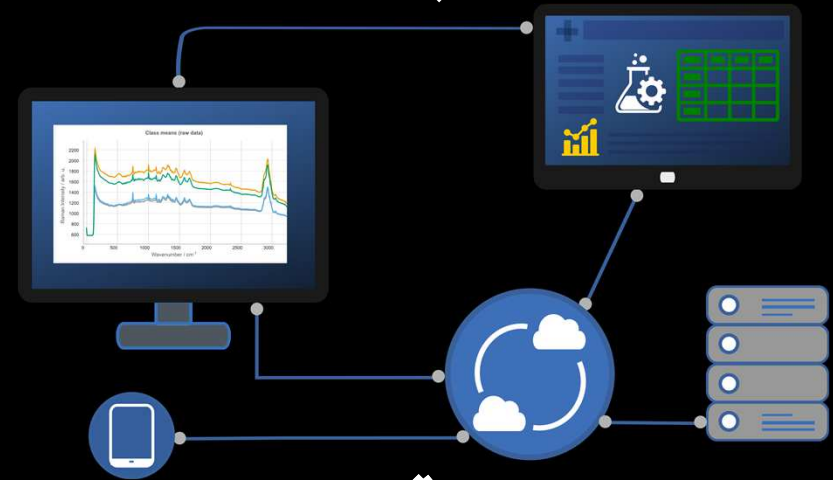 Class means (raw data)
Raman Intensity / arb. u.
2200
2000
1800
1600
1400
1200
1000
800
600
0 500 1000 1500 2000 2500 3000
Wavenumber / cm⁻¹